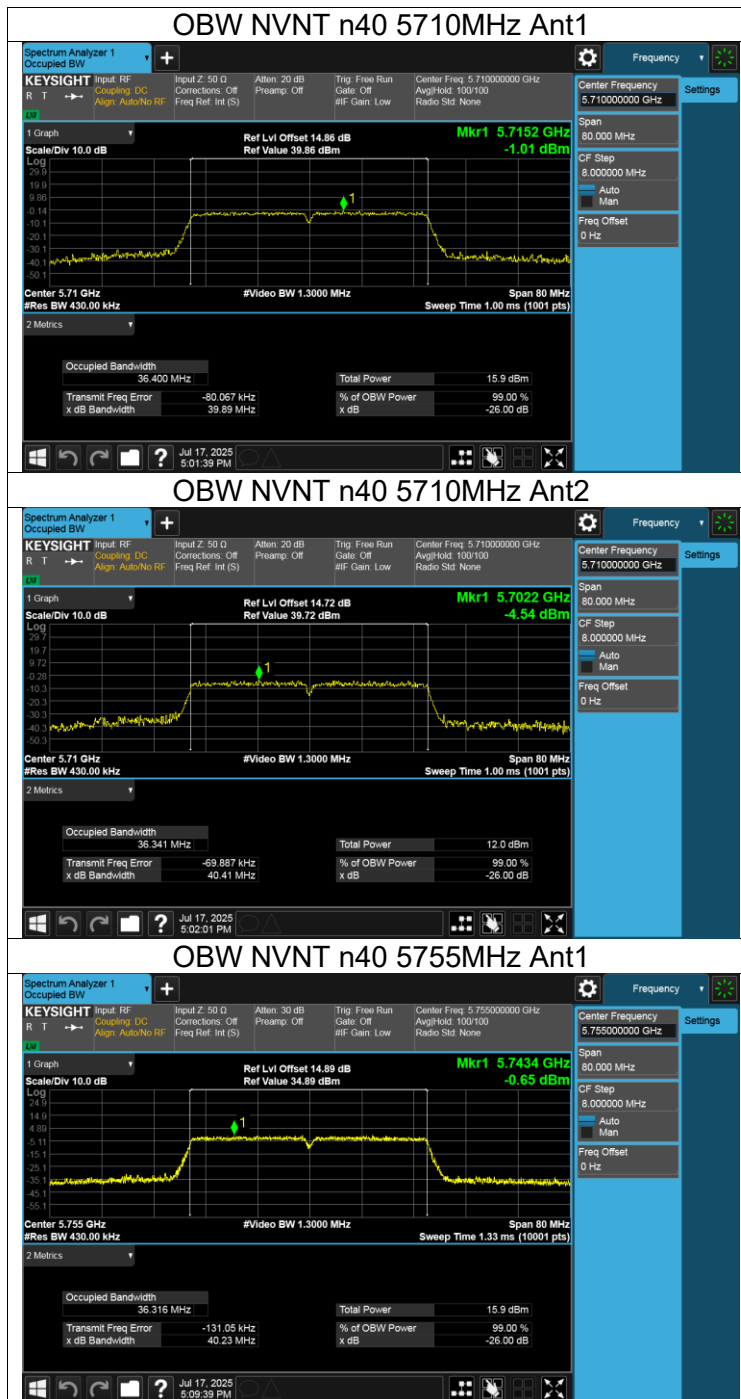 OBW NVNT n40 5710MHz Ant1
Spectrum Analyzer 1
Occupied BW
Frequency
KEYSIGHT Input: RF Input Z: 50 Ω Atten: 20 dB Trig: Free Run Center Freq: 5.710000000 GHz
R T Coupling: DC Corrections: Off Preamp: Off Gate: Off Avg|Hold: 100/100
Align: Auto/No RF Freq Ref: Int (S) #IF Gain: Low Radio Std: None
LXI
Center Frequency
5.710000000 GHz
Settings
Span
80.000 MHz
CF Step
8.000000 MHz
Auto
Man
Freq Offset
0 Hz
1 Graph
Ref Lvl Offset 14.86 dB
Mkr1 5.7152 GHz
Scale/Div 10.0 dB
Ref Value 39.86 dBm
-1.01 dBm
Log
29.9
19.9
9.86
-0.14
-10.1
-20.1
-30.1
-40.1
-50.1
1
Center 5.71 GHz #Video BW 1.3000 MHz Span 80 MHz
#Res BW 430.00 kHz Sweep Time 1.00 ms (1001 pts)
2 Metrics
Occupied Bandwidth
36.400 MHz
Total Power 15.9 dBm
Transmit Freq Error -80.067 kHz % of OBW Power 99.00 %
x dB Bandwidth 39.89 MHz x dB -26.00 dB
?
Jul 17, 2025
5:01:39 PM
OBW NVNT n40 5710MHz Ant2
Spectrum Analyzer 1
Occupied BW
Frequency
KEYSIGHT Input: RF Input Z: 50 Ω Atten: 20 dB Trig: Free Run Center Freq: 5.710000000 GHz
R T Coupling: DC Corrections: Off Preamp: Off Gate: Off Avg|Hold: 100/100
Align: Auto/No RF Freq Ref: Int (S) #IF Gain: Low Radio Std: None
LXI
Center Frequency
5.710000000 GHz
Settings
Span
80.000 MHz
CF Step
8.000000 MHz
Auto
Man
Freq Offset
0 Hz
1 Graph
Ref Lvl Offset 14.72 dB
Mkr1 5.7022 GHz
Scale/Div 10.0 dB
Ref Value 39.72 dBm
-4.54 dBm
Log
29.7
19.7
9.72
-0.28
-10.3
-20.3
-30.3
-40.3
-50.3
1
Center 5.71 GHz #Video BW 1.3000 MHz Span 80 MHz
#Res BW 430.00 kHz Sweep Time 1.00 ms (1001 pts)
2 Metrics
Occupied Bandwidth
36.341 MHz
Total Power 12.0 dBm
Transmit Freq Error -69.887 kHz % of OBW Power 99.00 %
x dB Bandwidth 40.41 MHz x dB -26.00 dB
?
Jul 17, 2025
5:02:01 PM
OBW NVNT n40 5755MHz Ant1
Spectrum Analyzer 1
Occupied BW
Frequency
KEYSIGHT Input: RF Input Z: 50 Ω Atten: 30 dB Trig: Free Run Center Freq: 5.755000000 GHz
R T Coupling: DC Corrections: Off Preamp: Off Gate: Off Avg|Hold: 100/100
Align: Auto/No RF Freq Ref: Int (S) #IF Gain: Low Radio Std: None
LXI
Center Frequency
5.755000000 GHz
Settings
Span
80.000 MHz
CF Step
8.000000 MHz
Auto
Man
Freq Offset
0 Hz
1 Graph
Ref Lvl Offset 14.89 dB
Mkr1 5.7434 GHz
Scale/Div 10.0 dB
Ref Value 34.89 dBm
-0.65 dBm
Log
24.9
14.9
4.89
-5.11
-15.1
-25.1
-35.1
-45.1
-55.1
1
Center 5.755 GHz #Video BW 1.3000 MHz Span 80 MHz
#Res BW 430.00 kHz Sweep Time 1.33 ms (10001 pts)
2 Metrics
Occupied Bandwidth
36.316 MHz
Total Power 15.9 dBm
Transmit Freq Error -131.05 kHz % of OBW Power 99.00 %
x dB Bandwidth 40.23 MHz x dB -26.00 dB
?
Jul 17, 2025
5:09:39 PM